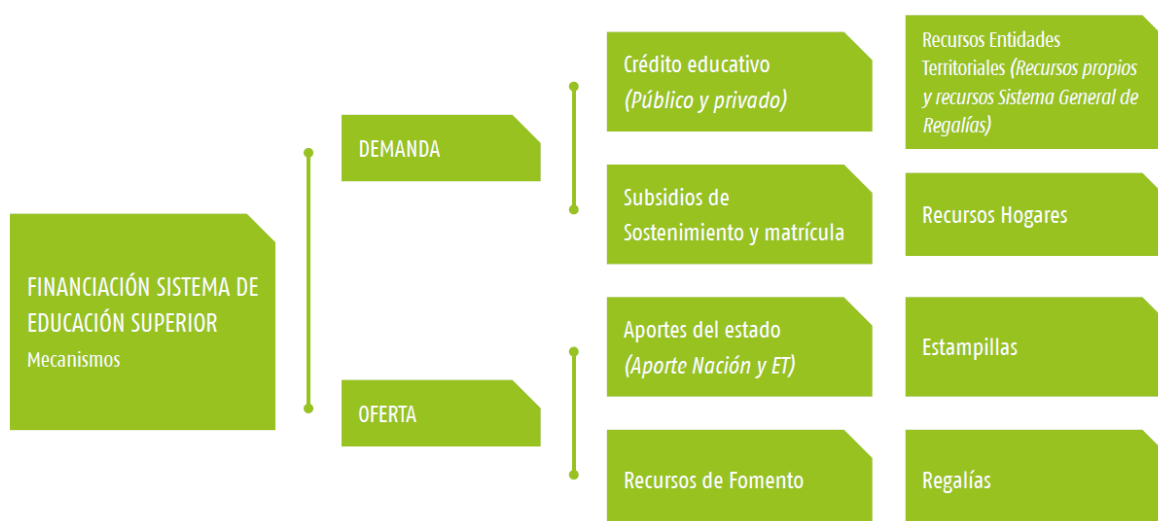 FINANCIACIÓN SISTEMA DE
EDUCACIÓN SUPERIOR
Mecanismos
DEMANDA
Crédito educativo
(Público y privado)
Recursos Entidades
Territoriales (Recursos propios
y recursos Sistema General de
Regalías)
Subsidios de
Sostenimiento y matrícula
Recursos Hogares
OFERTA
Aportes del estado
(Aporte Nación y ET)
Estampillas
Recursos de Fomento
Regalías